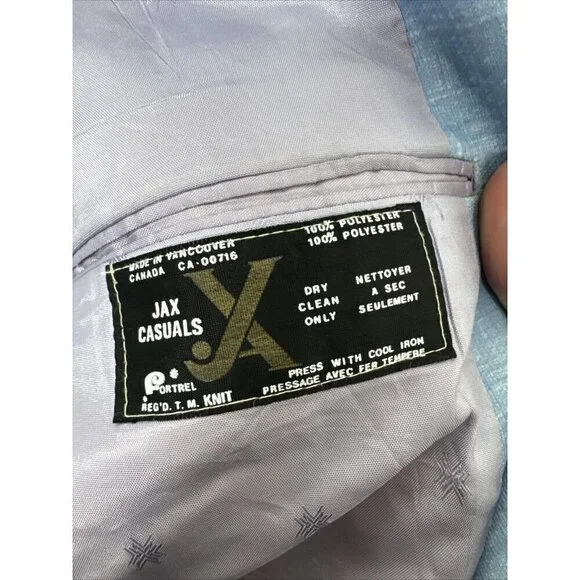 MADE IN VANCOUVER
CANADA CA-00716
100% POLYESTER
100% POLYESTER
JAX
CASUALS
JAX
DRY
CLEAN
ONLY
NETTOYER
A SEC
SEULEMENT
PORTREL*
REG'D. T. M. KNIT
PRESS WITH COOL IRON
PRESSAGE AVEC FER TEMPERE